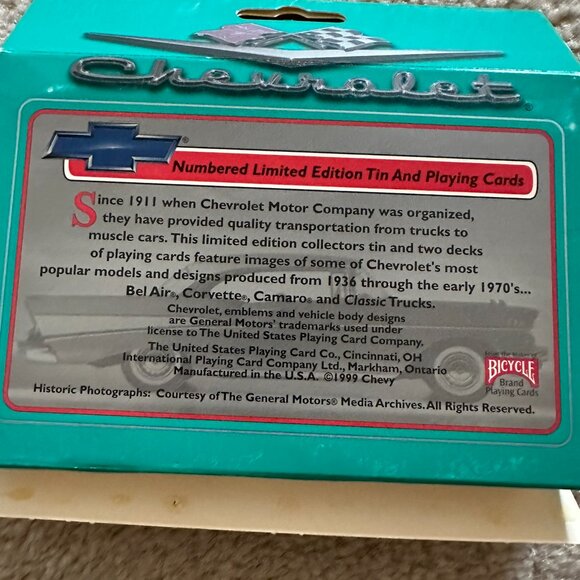 Chevrolet®
®
Numbered Limited Edition Tin And Playing Cards
Since 1911 when Chevrolet Motor Company was organized,
they have provided quality transportation from trucks to
muscle cars. This limited edition collectors tin and two decks
of playing cards feature images of some of Chevrolet's most
popular models and designs produced from 1936 through the early 1970's...
Bel Air®, Corvette®, Camaro® and Classic Trucks.
Chevrolet, emblems and vehicle body designs
are General Motors' trademarks used under
license to The United States Playing Card Company.
The United States Playing Card Co., Cincinnati, OH
International Playing Card Company Ltd., Markham, Ontario
Manufactured in the U.S.A. ©1999 Chevy
From the Makers of
BICYCLE
Brand
Playing Cards
Historic Photographs: Courtesy of The General Motors® Media Archives. All Rights Reserved.